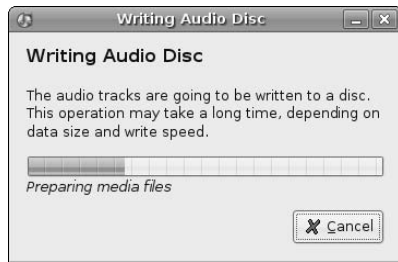 Writing Audio Disc
Writing Audio Disc
The audio tracks are going to be written to a disc.
This operation may take a long time, depending on
data size and write speed.
Preparing media files
Cancel